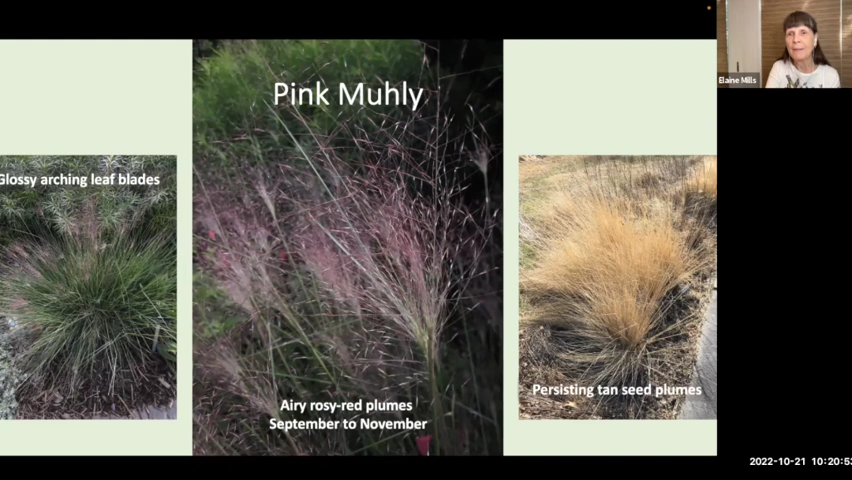 Pink Muhly
Glossy arching leaf blades
Airy rosy-red plumes
September to November
Persisting tan seed plumes
Elaine Mills
2022-10-21 10:20:53